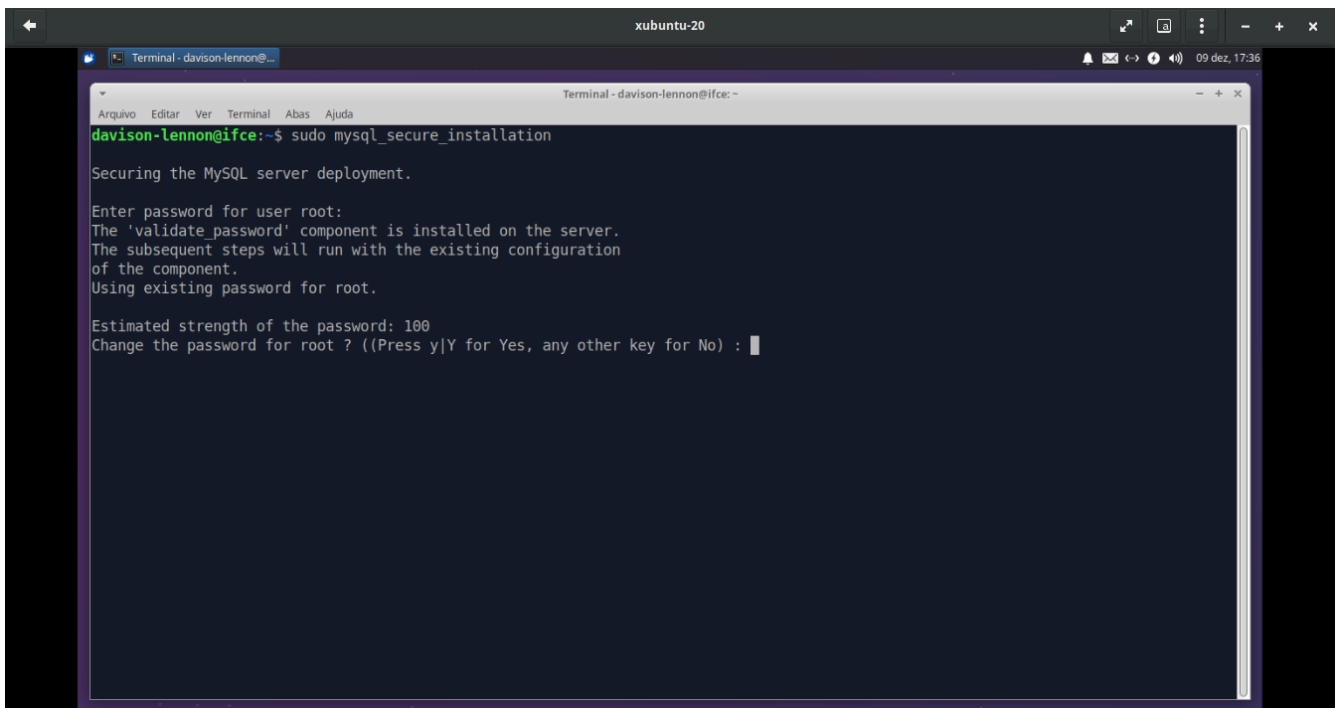 xubuntu-20
Terminal - davison-lennon@...
09 dez, 17:36
Terminal - davison-lennon@ifce: ~
Arquivo Editar Ver Terminal Abas Ajuda
davison-lennon@ifce:~$ sudo mysql_secure_installation
Securing the MySQL server deployment.
Enter password for user root:
The 'validate_password' component is installed on the server.
The subsequent steps will run with the existing configuration
of the component.
Using existing password for root.
Estimated strength of the password: 100
Change the password for root ? ((Press y|Y for Yes, any other key for No) :